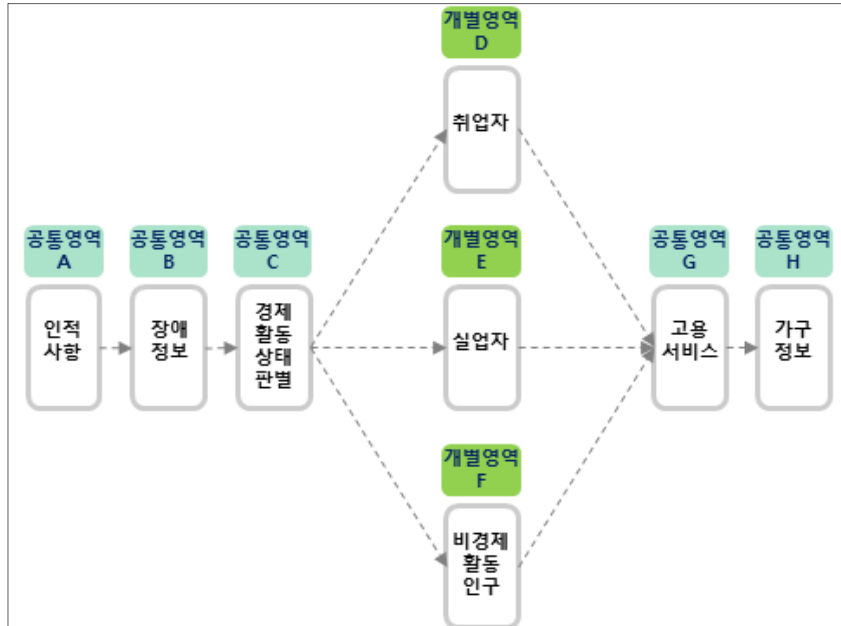 개별영역
D
취업자
공통영역
A
인적
사항
공통영역
B
장애
정보
공통영역
C
경제
활동
상태
판별
개별영역
E
실업자
개별영역
F
비경제
활동
인구
공통영역
G
고용
서비스
공통영역
H
가구
정보